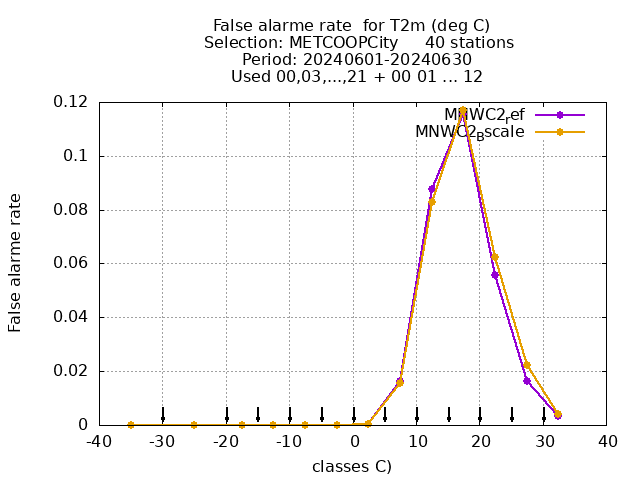 False alarme rate  for T2m (deg C)
Selection: METCOOPCity     40 stations
Period: 20240601-20240630
Used 00,03,...,21 + 00 01 ... 12
MNWC2ref
MNWC2Bscale
False alarme rate
0.12
0.1
0.08
0.06
0.04
0.02
0
-40 -30 -20 -10 0 10 20 30 40
classes C)